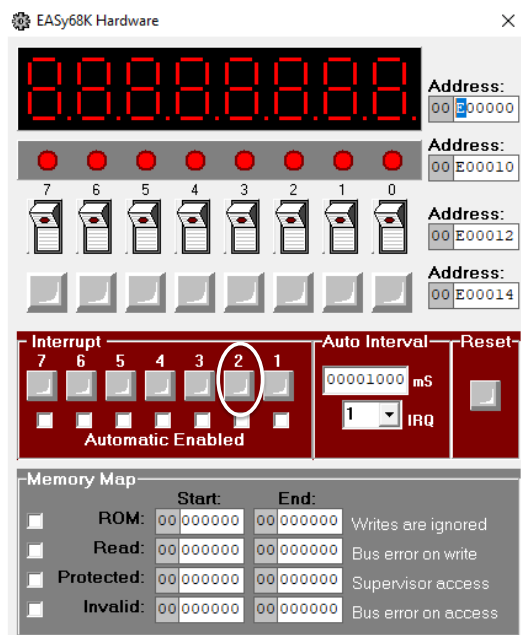 EASy68K Hardware
Address:
00 E00000
Address:
00 E00010
7 6 5 4 3 2 1 0
Address:
00 E00012
Address:
00 E00014
Interrupt Auto Interval Reset
7 6 5 4 3 2 1
00001000 mS
1 IRQ
Automatic Enabled
Memory Map
Start: End:
ROM: 00 000000 00 000000 Writes are ignored
Read: 00 000000 00 000000 Bus error on write
Protected: 00 000000 00 000000 Supervisor access
Invalid: 00 000000 00 000000 Bus error on access